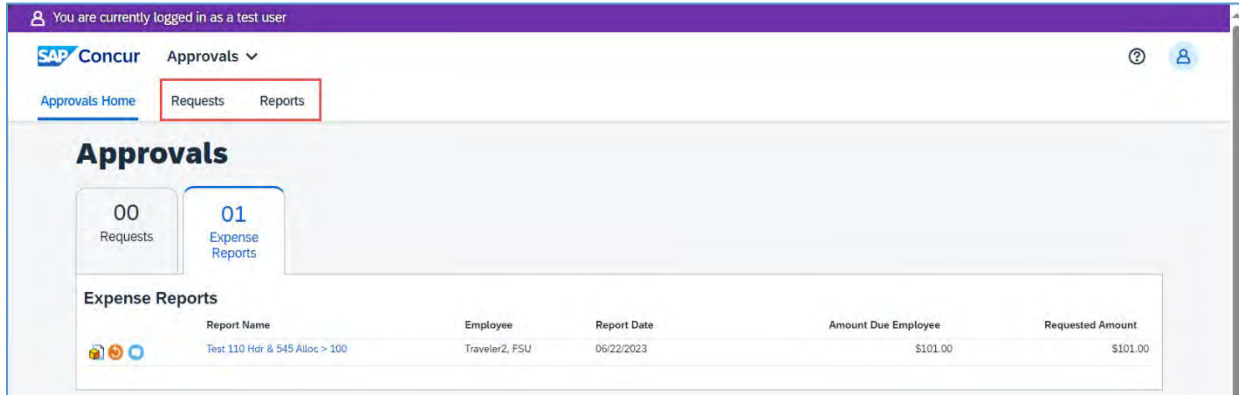 You are currently logged in as a test user
SAP Concur Approvals
Approvals Home Requests Reports
Approvals
00 01
Requests Expense
Reports
Expense Reports
Report Name Employee Report Date Amount Due Employee Requested Amount
Test 110 Hdr & 545 Alloc > 100 Traveler2, FSU 06/22/2023 $101.00 $101.00